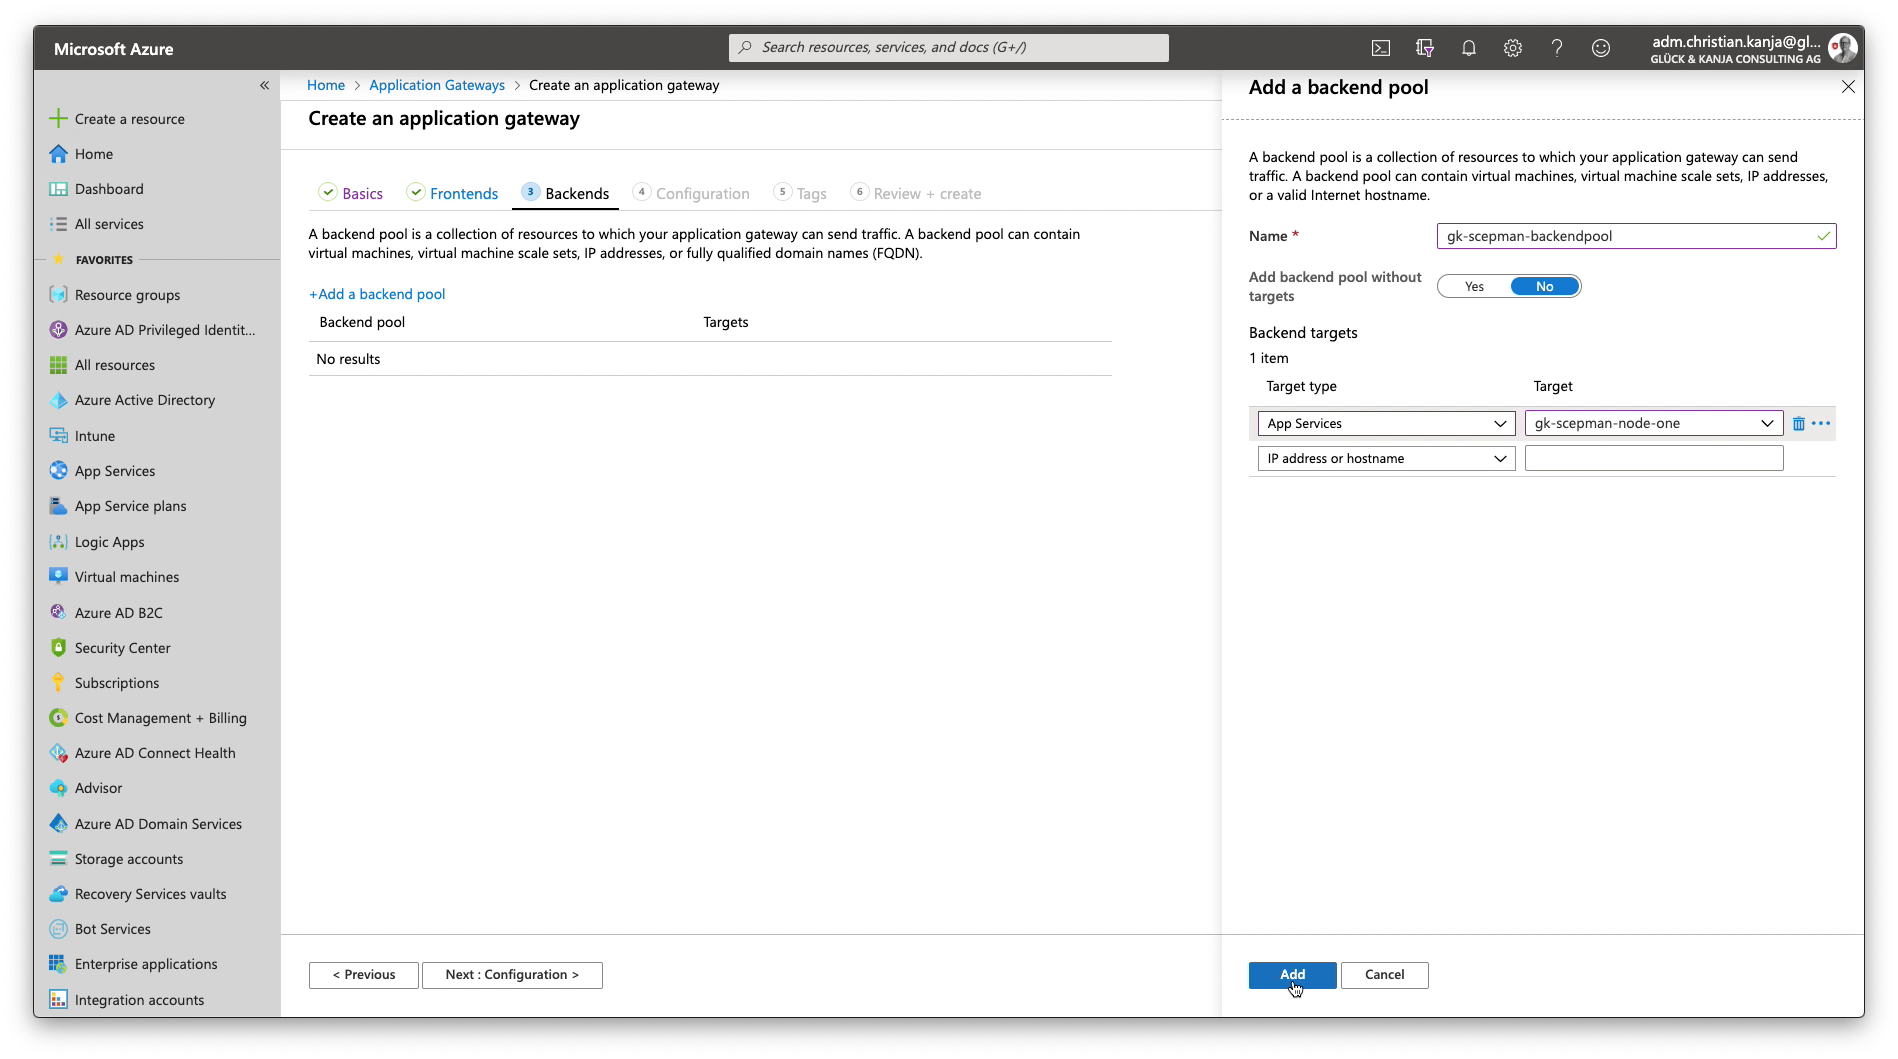 Microsoft Azure
Search resources, services, and docs (G+/)
adm.christian.kanja@gl...
GLÜCK & KANJA CONSULTING AG
«
Create a resource
Home
Dashboard
All services
FAVORITES
Resource groups
Azure AD Privileged Identit...
All resources
Azure Active Directory
Intune
App Services
App Service plans
Logic Apps
Virtual machines
Azure AD B2C
Security Center
Subscriptions
Cost Management + Billing
Azure AD Connect Health
Advisor
Azure AD Domain Services
Storage accounts
Recovery Services vaults
Bot Services
Enterprise applications
Integration accounts
Home > Application Gateways > Create an application gateway
Create an application gateway
Basics Frontends 3 Backends 4 Configuration 5 Tags 6 Review + create
A backend pool is a collection of resources to which your application gateway can send traffic. A backend pool can contain
virtual machines, virtual machine scale sets, IP addresses, or fully qualified domain names (FQDN).
+Add a backend pool
Backend pool Targets
No results
< Previous Next : Configuration >
Add a backend pool
A backend pool is a collection of resources to which your application gateway can send
traffic. A backend pool can contain virtual machines, virtual machine scale sets, IP addresses,
or a valid Internet hostname.
Name * gk-scepman-backendpool
Add backend pool without
targets
Yes No
Backend targets
1 item
Target type Target
App Services gk-scepman-node-one
IP address or hostname
Add Cancel